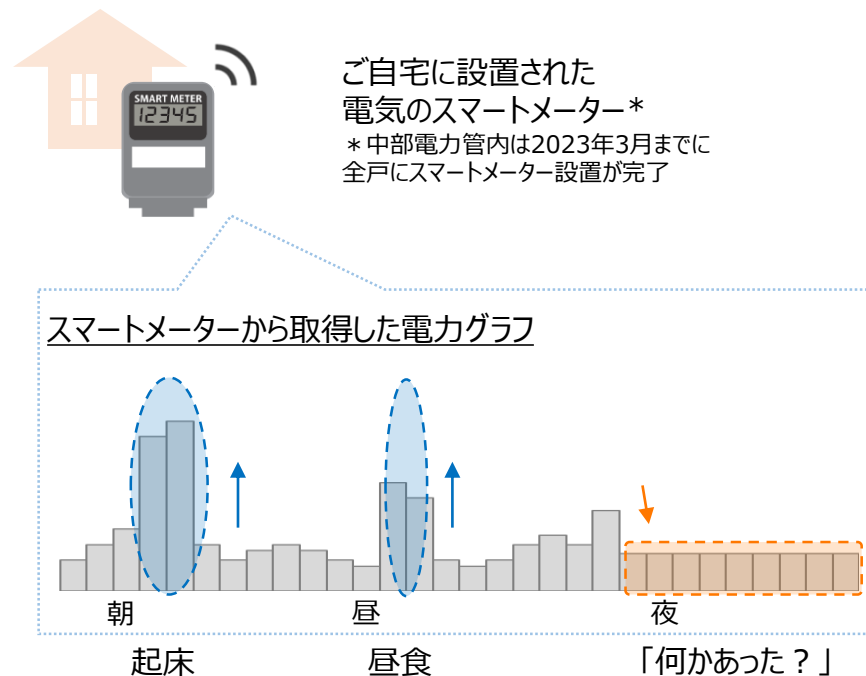 SMART METER
12345
ご自宅に設置された
電気のスマートメーター*
*中部電力管内は2023年3月までに
全戸にスマートメーター設置が完了
スマートメーターから取得した電力グラフ
朝 昼 夜
起床 昼食 「何かあった？」